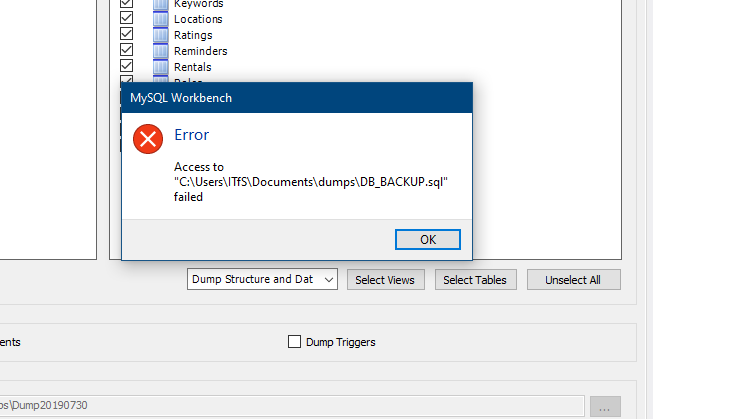 Keywords
Locations
Ratings
Reminders
Rentals
MySQL Workbench
Error
Access to
"C:\Users\ITfS\Documents\dumps\DB_BACKUP.sql"
failed
OK
Dump Structure and Dat
Select Views
Select Tables
Unselect All
ents
Dump Triggers
ps\Dump20190730
...